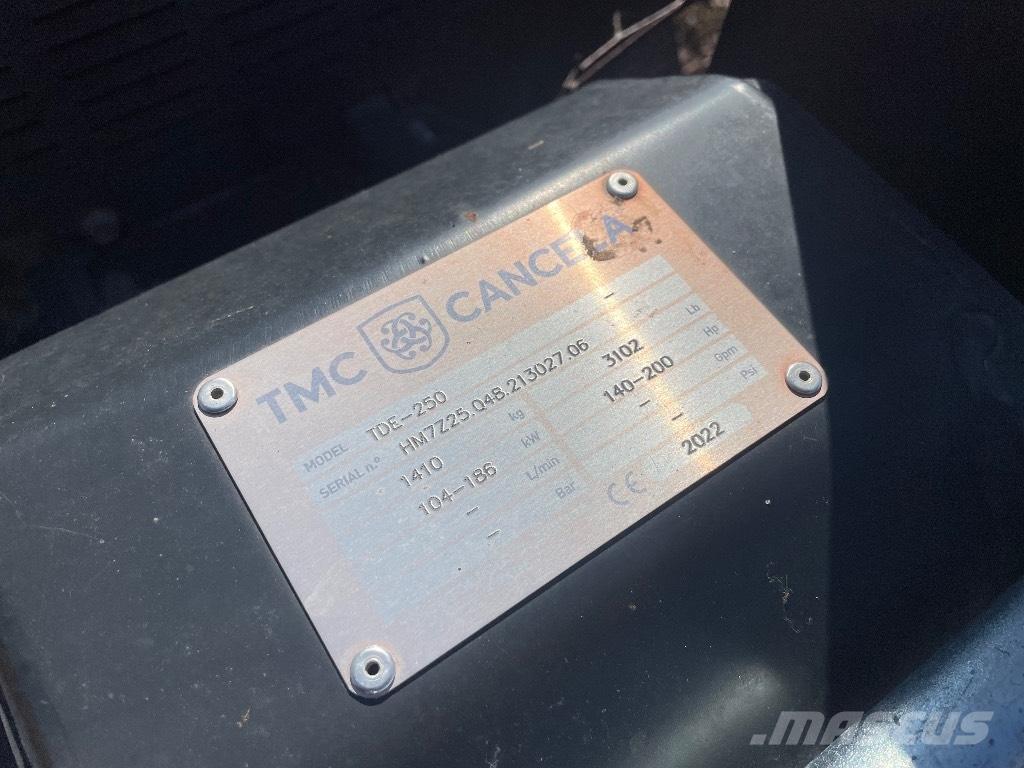 TMC CANCELA
MODEL TDE-250 -
SERIAL n.º HM7Z25.Q48.213027.06
1410 kg 3102 Lb
104-186 kW 140-200 Hp
- L/min - Gpm
- Bar - Psi
CE 2022
MASCUS